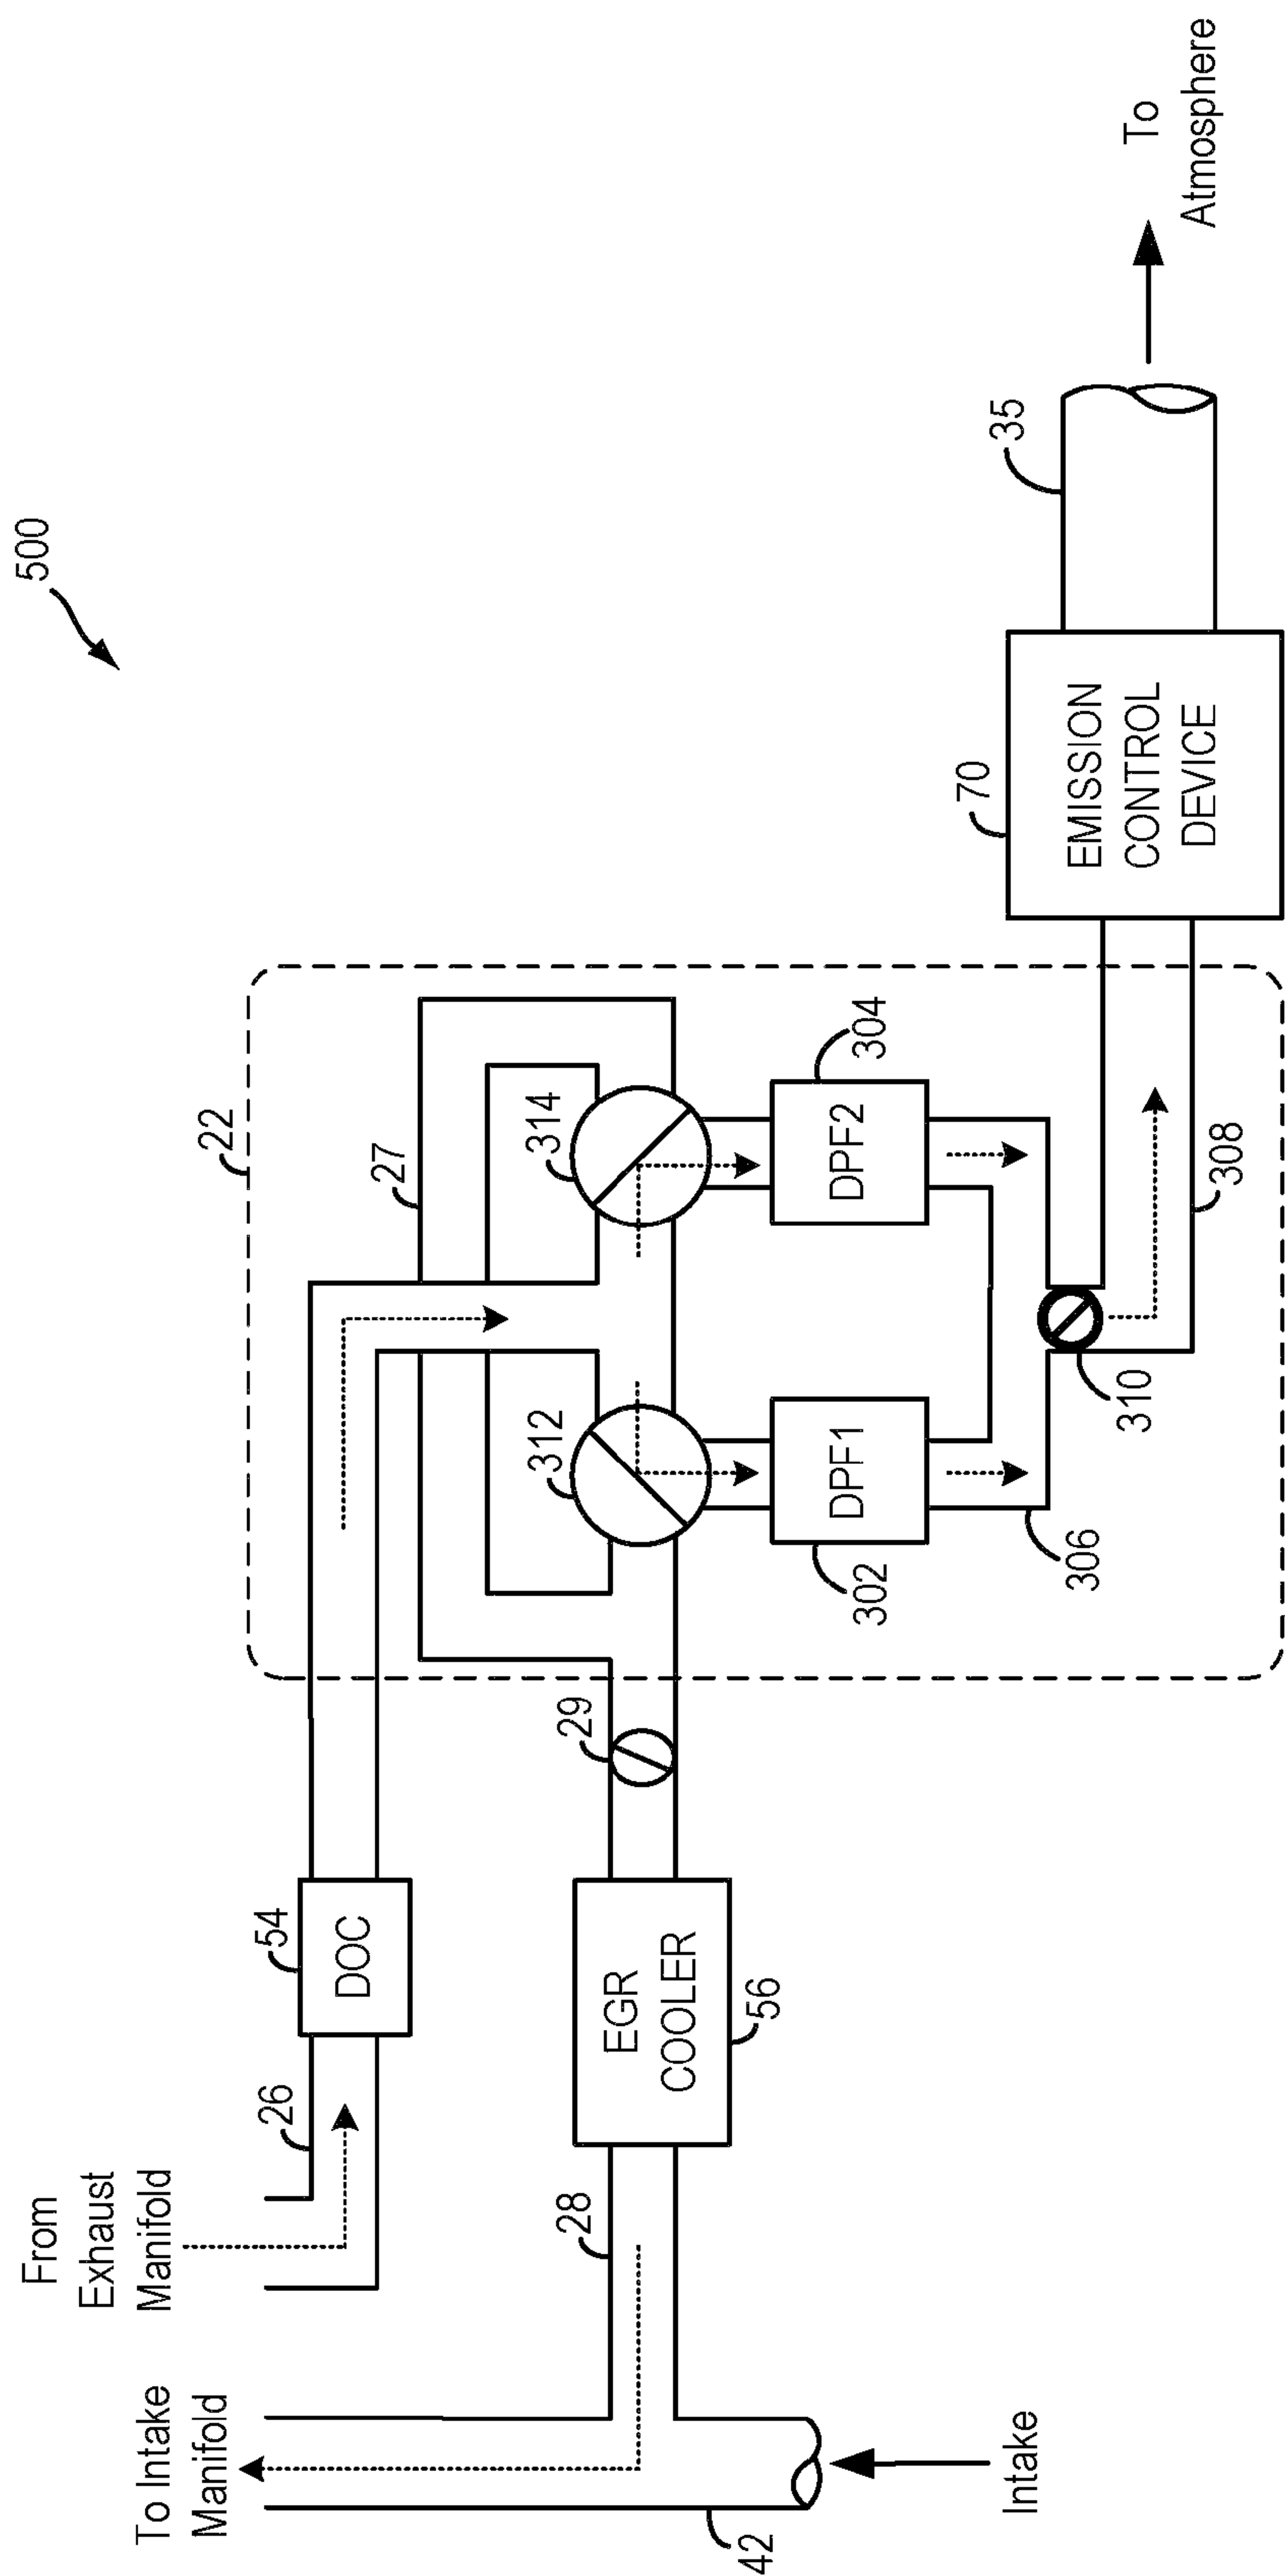 500
From
Exhaust
Manifold
To Intake
Manifold
26
54
DOC
22
27
28
EGR
COOLER
56
29
312
314
42
Intake
DPF1
302
DPF2
304
306
310
308
70
EMISSION
CONTROL
DEVICE
35
To
Atmosphere